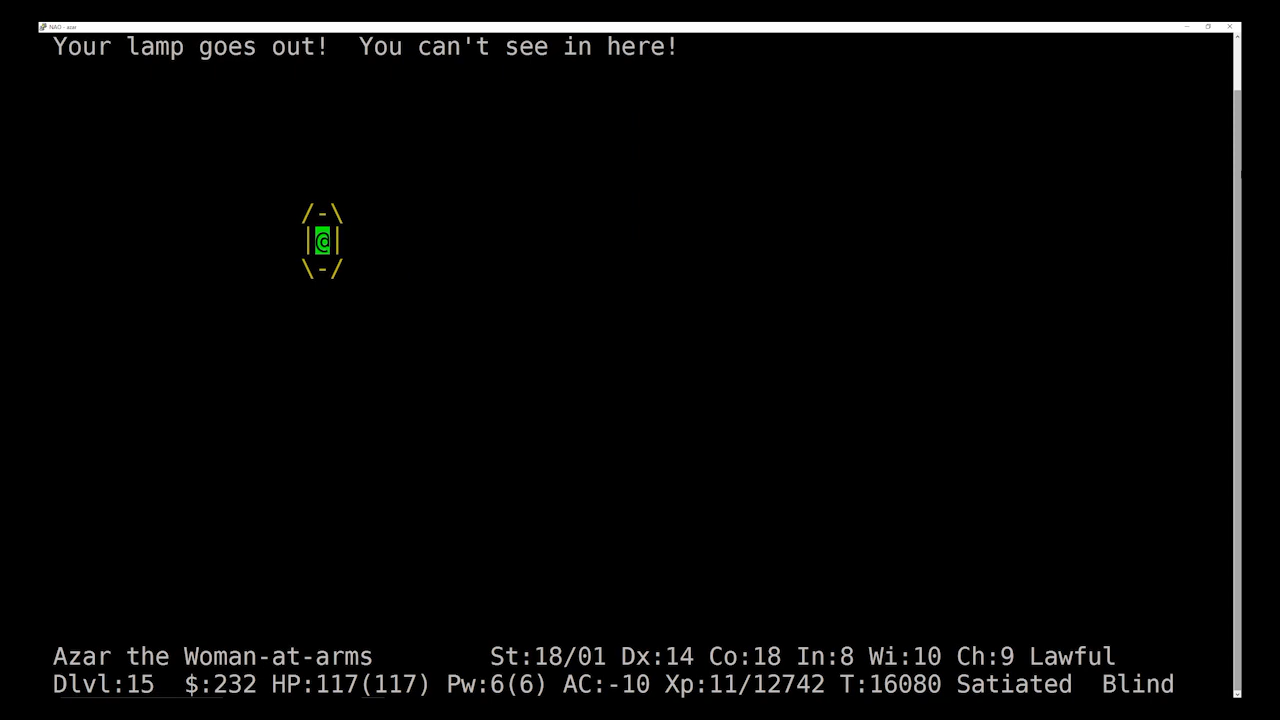 NAO - azar
Your lamp goes out!  You can't see in here!
/-\
|@|
\-/
Azar the Woman-at-arms St:18/01 Dx:14 Co:18 In:8 Wi:10 Ch:9 Lawful
Dlvl:15 $:232 HP:117(117) Pw:6(6) AC:-10 Xp:11/12742 T:16080 Satiated Blind